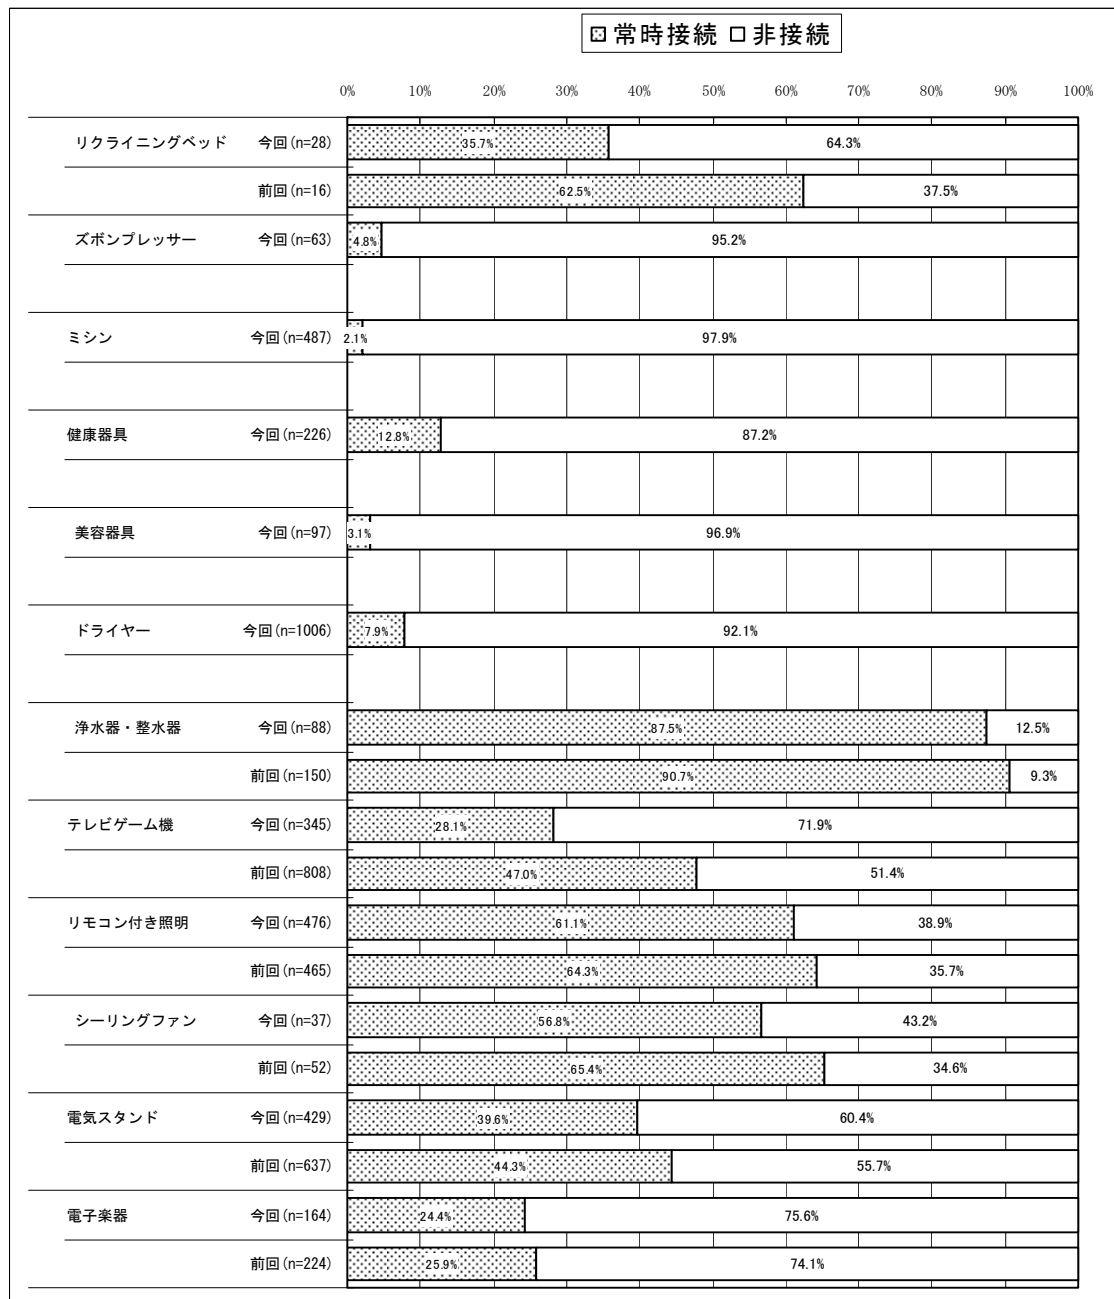 常時接続 非接続
0% 10% 20% 30% 40% 50% 60% 70% 80% 90% 100%
リクライニングベッド 今回(n=28) 35.7% 64.3%
前回(n=16) 62.5% 37.5%
ズボンプレッサー 今回(n=63) 4.8% 95.2%
ミシン 今回(n=487) 2.1% 97.9%
健康器具 今回(n=226) 12.8% 87.2%
美容器具 今回(n=97) 3.1% 96.9%
ドライヤー 今回(n=1006) 7.9% 92.1%
浄水器・整水器 今回(n=88) 87.5% 12.5%
前回(n=150) 90.7% 9.3%
テレビゲーム機 今回(n=345) 28.1% 71.9%
前回(n=808) 47.0% 51.4%
リモコン付き照明 今回(n=476) 61.1% 38.9%
前回(n=465) 64.3% 35.7%
シーリングファン 今回(n=37) 56.8% 43.2%
前回(n=52) 65.4% 34.6%
電気スタンド 今回(n=429) 39.6% 60.4%
前回(n=637) 44.3% 55.7%
電子楽器 今回(n=164) 24.4% 75.6%
前回(n=224) 25.9% 74.1%